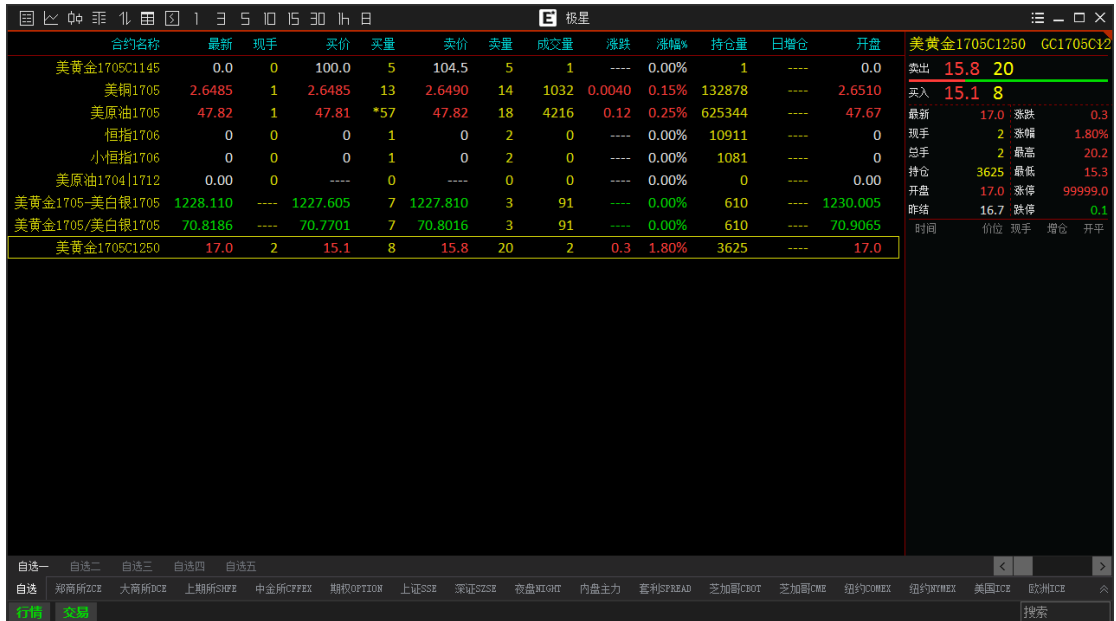 1 3 5 10 15 30 1h 日 E 极星
合约名称 最新 现手 买价 买量 卖价 卖量 成交量 涨跌 涨幅% 持仓量 日增仓 开盘
美黄金1705C1145 0.0 0 100.0 5 104.5 5 1 ---- 0.00% 1 ---- 0.0
美铜1705 2.6485 1 2.6485 13 2.6490 14 1032 0.0040 0.15% 132878 ---- 2.6510
美原油1705 47.82 1 47.81 *57 47.82 18 4216 0.12 0.25% 625344 ---- 47.67
恒指1706 0 0 0 1 0 2 0 ---- 0.00% 10911 ---- 0
小恒指1706 0 0 0 1 0 2 0 ---- 0.00% 1081 ---- 0
美原油1704|1712 0.00 0 ---- 0 ---- 0 0 ---- 0.00% 0 ---- 0.00
美黄金1705-美白银1705 1228.110 ---- 1227.605 7 1227.810 3 91 ---- 0.00% 610 ---- 1230.005
美黄金1705/美白银1705 70.8186 ---- 70.7701 7 70.8016 3 91 ---- 0.00% 610 ---- 70.9065
美黄金1705C1250 17.0 2 15.1 8 15.8 20 2 0.3 1.80% 3625 ---- 17.0
美黄金1705C1250 GC1705C12
卖出 15.8 20
买入 15.1 8
最新 17.0 涨跌 0.3
现手 2 涨幅 1.80%
总手 2 最高 20.2
持仓 3625 最低 15.3
开盘 17.0 涨停 99999.0
昨结 16.7 跌停 0.1
时间 价位 现手 增仓 开平
自选一 自选二 自选三 自选四 自选五
自选 郑商所ZCE 大商所DCE 上期所SHFE 中金所CFFEX 期权OPTION 上证SSE 深证SZSE 夜盘NIGHT 内盘主力 套利SPREAD 芝加哥CBOT 芝加哥CME 纽约COMEX 纽约NYMEX 美国ICE 欧洲ICE
行情 交易 搜索